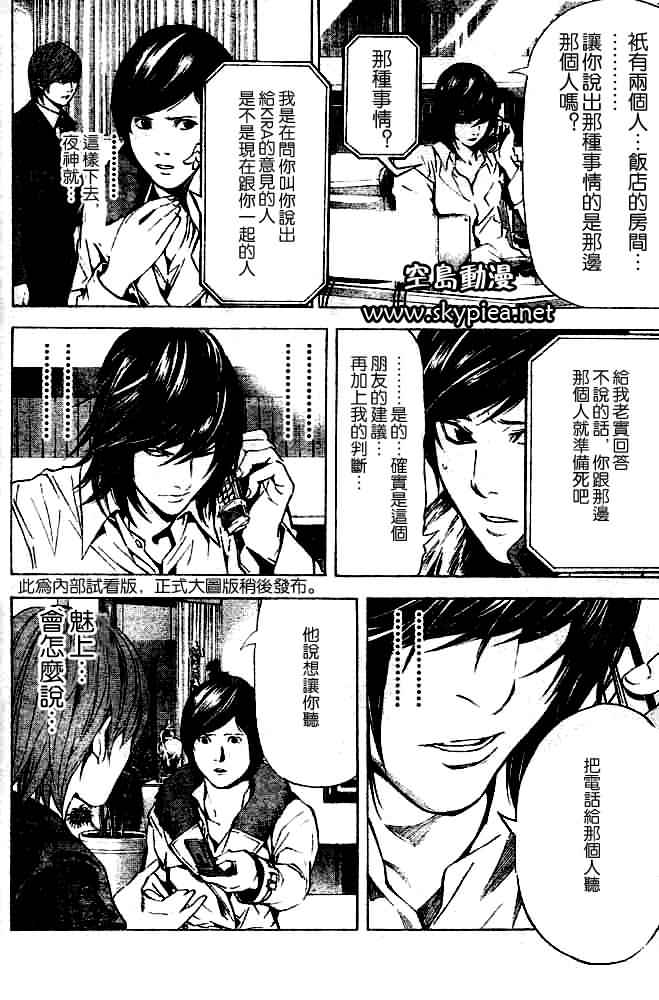 祇有兩個人…飯店的房間…
…………
讓你說出那種事情的是那邊
那個人嗎?
那種事情?
我是在問你叫你說出
給KIRA的意見的人
是不是現在跟你一起的人
…………
這樣下去,
夜神就…
空島動漫
www.skypiea.net
給我老實回答
不說的話,你跟那邊
那個人就準備死吧
………是的…確實是這個
朋友的建議…
再加上我的判斷…
…………
…………
此為內部試看版,正式大圖版稍後發布。
…………
…………
把電話給那個人聽
他說想讓你聽
魅上…
會怎麼說…